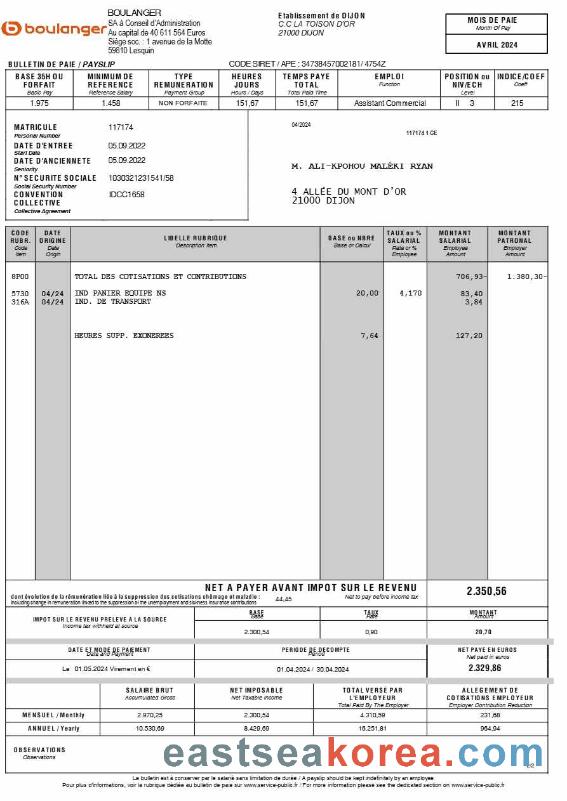 boulanger
BOULANGER
SA à Conseil d'Administration
Au capital de 40 611 564 Euros
Siège soc. : 1 avenue de la Motte
59810 Lesquin
Etablissement de DIJON
C.C LA TOISON D'OR
21000 DIJON
MOIS DE PAIE
Month Of Pay
AVRIL 2024
BULLETIN DE PAIE / PAYSLIP
CODE SIRET / APE : 34738457002181/ 4754Z
BASE 35H OU FORFAIT Basic Pay
MINIMUM DE REFERENCE Reference Salary
TYPE REMUNERATION Payment Group
HEURES JOURS Hours / Days
TEMPS PAYE TOTAL Total Paid Time
EMPLOI Function
POSITION ou NIV/ECH Level
INDICE/COEF Coeff
1.975 1.458 NON FORFAITE 151,67 151,67 Assistant Commercial II 3 215
MATRICULE 117174
Personal Number
DATE D'ENTREE 05.09.2022
Start Date
DATE D'ANCIENNETE 05.09.2022
Seniority
N°SECURITE SOCIALE 1030321231541/58
Social Security Number
CONVENTION IDCC1658
COLLECTIVE
Collective Agreement
04/2024
117174 1 CE
M. ALI-KPOHOU MALËKI RYAN
4 ALLÉE DU MONT D'OR
21000 DIJON
CODE RUBR. Code Item
DATE ORIGINE Date Origin
LIBELLE RUBRIQUE Description Item
BASE ou NBRE Base or Calcul
TAUX ou % SALARIAL Rate or % Employee
MONTANT SALARIAL Employee Amount
MONTANT PATRONAL Employer Amount
8P00 TOTAL DES COTISATIONS ET CONTRIBUTIONS 706,93- 1.380,30-
5730 04/24 IND PANIER EQUIPE NS 20,00 4,170 83,40
316A 04/24 IND. DE TRANSPORT 3,84
HEURES SUPP. EXONEREES 7,64 127,20
NET A PAYER AVANT IMPOT SUR LE REVENU 2.350,56
Net to pay before income tax
dont évolution de la rémunération liée à la suppression des cotisations chômage et maladie : 44,45
Including change in remuneration linked to the suppression of the unemployment and sickness insurance contributions
IMPOT SUR LE REVENU PRELEVE A LA SOURCE
Income tax withheld at source
BASE Base
TAUX Rate
MONTANT Amount
2.300,54 0,90 20,70
DATE ET MODE DE PAIEMENT
Date and Payment
PERIODE DE DECOMPTE
Period
NET PAYE EN EUROS
Net paid in euros
Le 01.05.2024 Virement en €
01.04.2024 / 30.04.2024
2.329,86
SALAIRE BRUT Accumulated Gross
NET IMPOSABLE Net Taxable Income
TOTAL VERSE PAR L'EMPLOYEUR Total Paid By The Employer
ALLEGEMENT DE COTISATIONS EMPLOYEUR Employer Contribution Reduction
MENSUEL / Monthly 2.970,25 2.300,54 4.310,59 231,68
ANNUEL / Yearly 10.530,69 8.429,69 15.251,81 964,94
OBSERVATIONS
Observations
eastseakorea.com
Le bulletin est à conserver par le salarié sans limitation de durée / A payslip should be kept indefinitely by an employee
Pour plus d'informations, voir la rubrique dédiée au bulletin de paie sur www.service-public.fr / For more information please see the dedicated section on www.service-public.fr